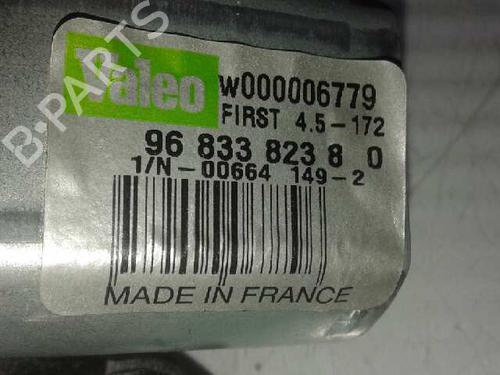 Valeo
W000006779
FIRST 4.5-172
96 833 823 8 0
1/N-00664 149-2
MADE IN FRANCE
B-PARTS